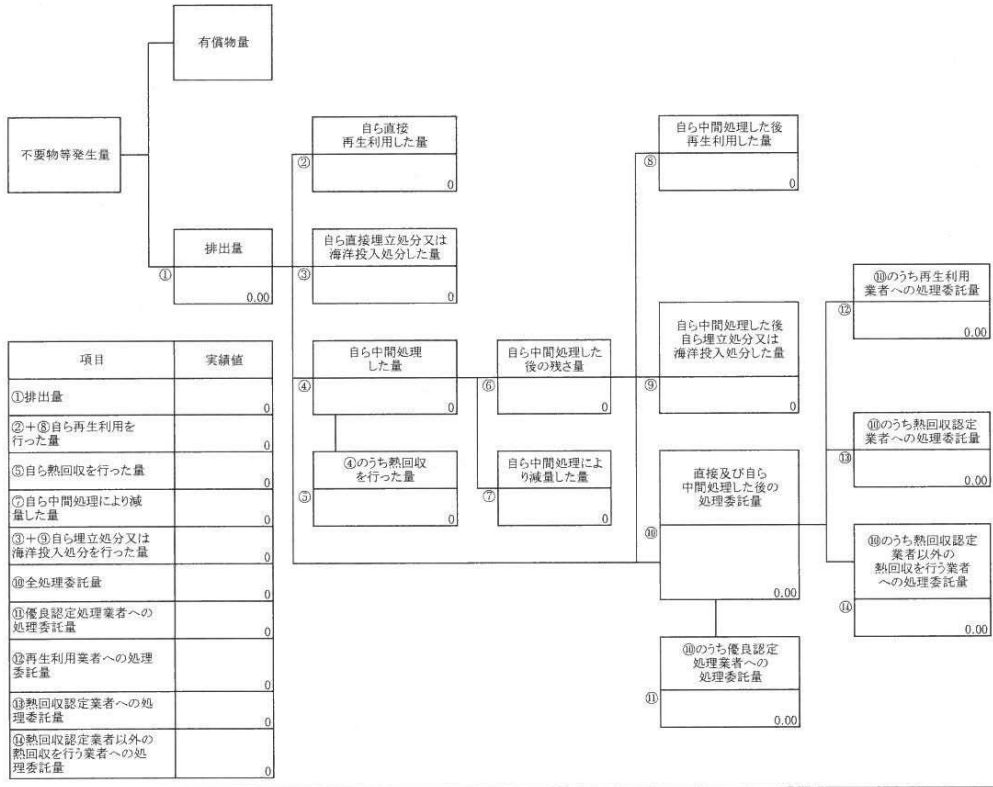 有償物量
不要物等発生量
排出量
①
0.00
自ら直接
再生利用した量
②
0
自ら直接埋立処分又は
海洋投入処分した量
③
0
自ら中間処理
した量
④
0
④のうち熱回収
を行った量
⑤
0
自ら中間処理した
後の残さ量
⑥
0
自ら中間処理によ
り減量した量
⑦
0
自ら中間処理した後
再生利用した量
⑧
0
自ら中間処理した後
自ら埋立処分又は
海洋投入処分した量
⑨
0
直接及び自ら
中間処理した後の
処理委託量
⑩
0.00
⑩のうち優良認定
処理業者への
処理委託量
⑪
0.00
⑩のうち再生利用
業者への処理委託量
⑫
0.00
⑩のうち熱回収認定
業者への処理委託量
⑬
0.00
⑩のうち熱回収認定
業者以外の
熱回収を行う業者
への処理委託量
⑭
0.00
項目 実績値
①排出量
0
②+⑧自ら再生利用を
行った量 0
⑤自ら熱回収を行った量
0
⑦自ら中間処理により減
量した量 0
③+⑨自ら埋立処分又は
海洋投入処分を行った量 0
⑩全処理委託量
0
⑪優良認定処理業者への
処理委託量 0
⑫再生利用業者への処理
委託量 0
⑬熱回収認定業者への処
理委託量 0
⑭熱回収認定業者以外の
熱回収を行う業者への処
理委託量 0